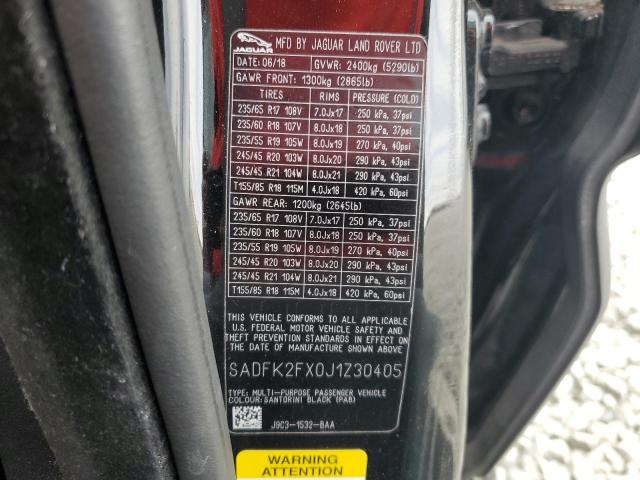 JAGUAR MFD BY JAGUAR LAND ROVER LTD
DATE: 06/18 GVWR: 2400kg (5290lb)
GAWR FRONT: 1300kg (2865lb)
TIRES RIMS PRESSURE (COLD)
235/65 R17 108V 7.0Jx17 250 kPa, 37psi
235/60 R18 107V 8.0Jx18 250 kPa, 37psi
235/55 R19 105W 8.0Jx19 270 kPa, 40psi
245/45 R20 103W 8.0Jx20 290 kPa, 43psi
245/45 R21 104W 8.0Jx21 290 kPa, 43psi
T155/85 R18 115M 4.0Jx18 420 kPa, 60psi
GAWR REAR: 1200kg (2645lb)
235/65 R17 108V 7.0Jx17 250 kPa, 37psi
235/60 R18 107V 8.0Jx18 250 kPa, 37psi
235/55 R19 105W 8.0Jx19 270 kPa, 40psi
245/45 R20 103W 8.0Jx20 290 kPa, 43psi
245/45 R21 104W 8.0Jx21 290 kPa, 43psi
T155/85 R18 115M 4.0Jx18 420 kPa, 60psi
THIS VEHICLE CONFORMS TO ALL APPLICABLE
U.S. FEDERAL MOTOR VEHICLE SAFETY AND
THEFT PREVENTION STANDARDS IN EFFECT ON
THE DATE OF MANUFACTURE SHOWN ABOVE.
SADFK2FX0J1Z30405
TYPE: MULTI-PURPOSE PASSENGER VEHICLE
COLOUR: SANTORINI BLACK (PAB)
J9C3-1532-BAA
WARNING
ATTENTION